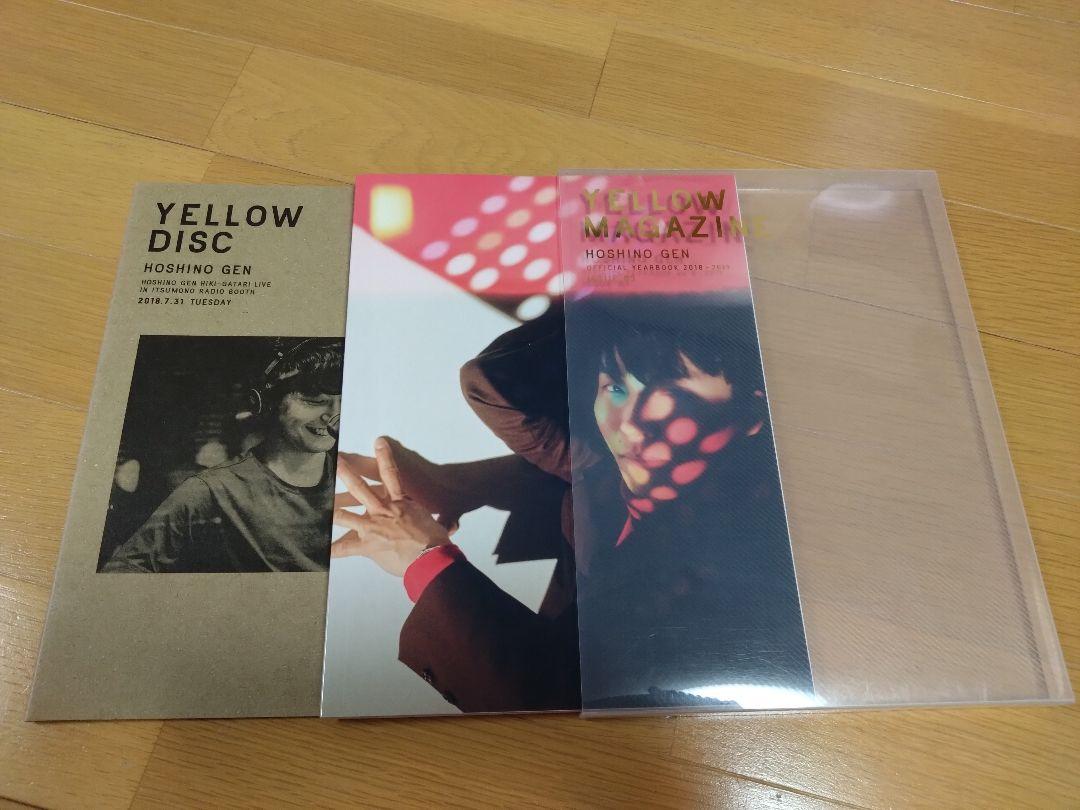 YELLOW
DISC
HOSHINO GEN
HOSHINO GEN HIKI-GATARI LIVE
IN ITSUMONO RADIO BOOTH
2018.7.31 TUESDAY
YELLOW
MAGAZINE
HOSHINO GEN
OFFICIAL YEARBOOK 2018-2019